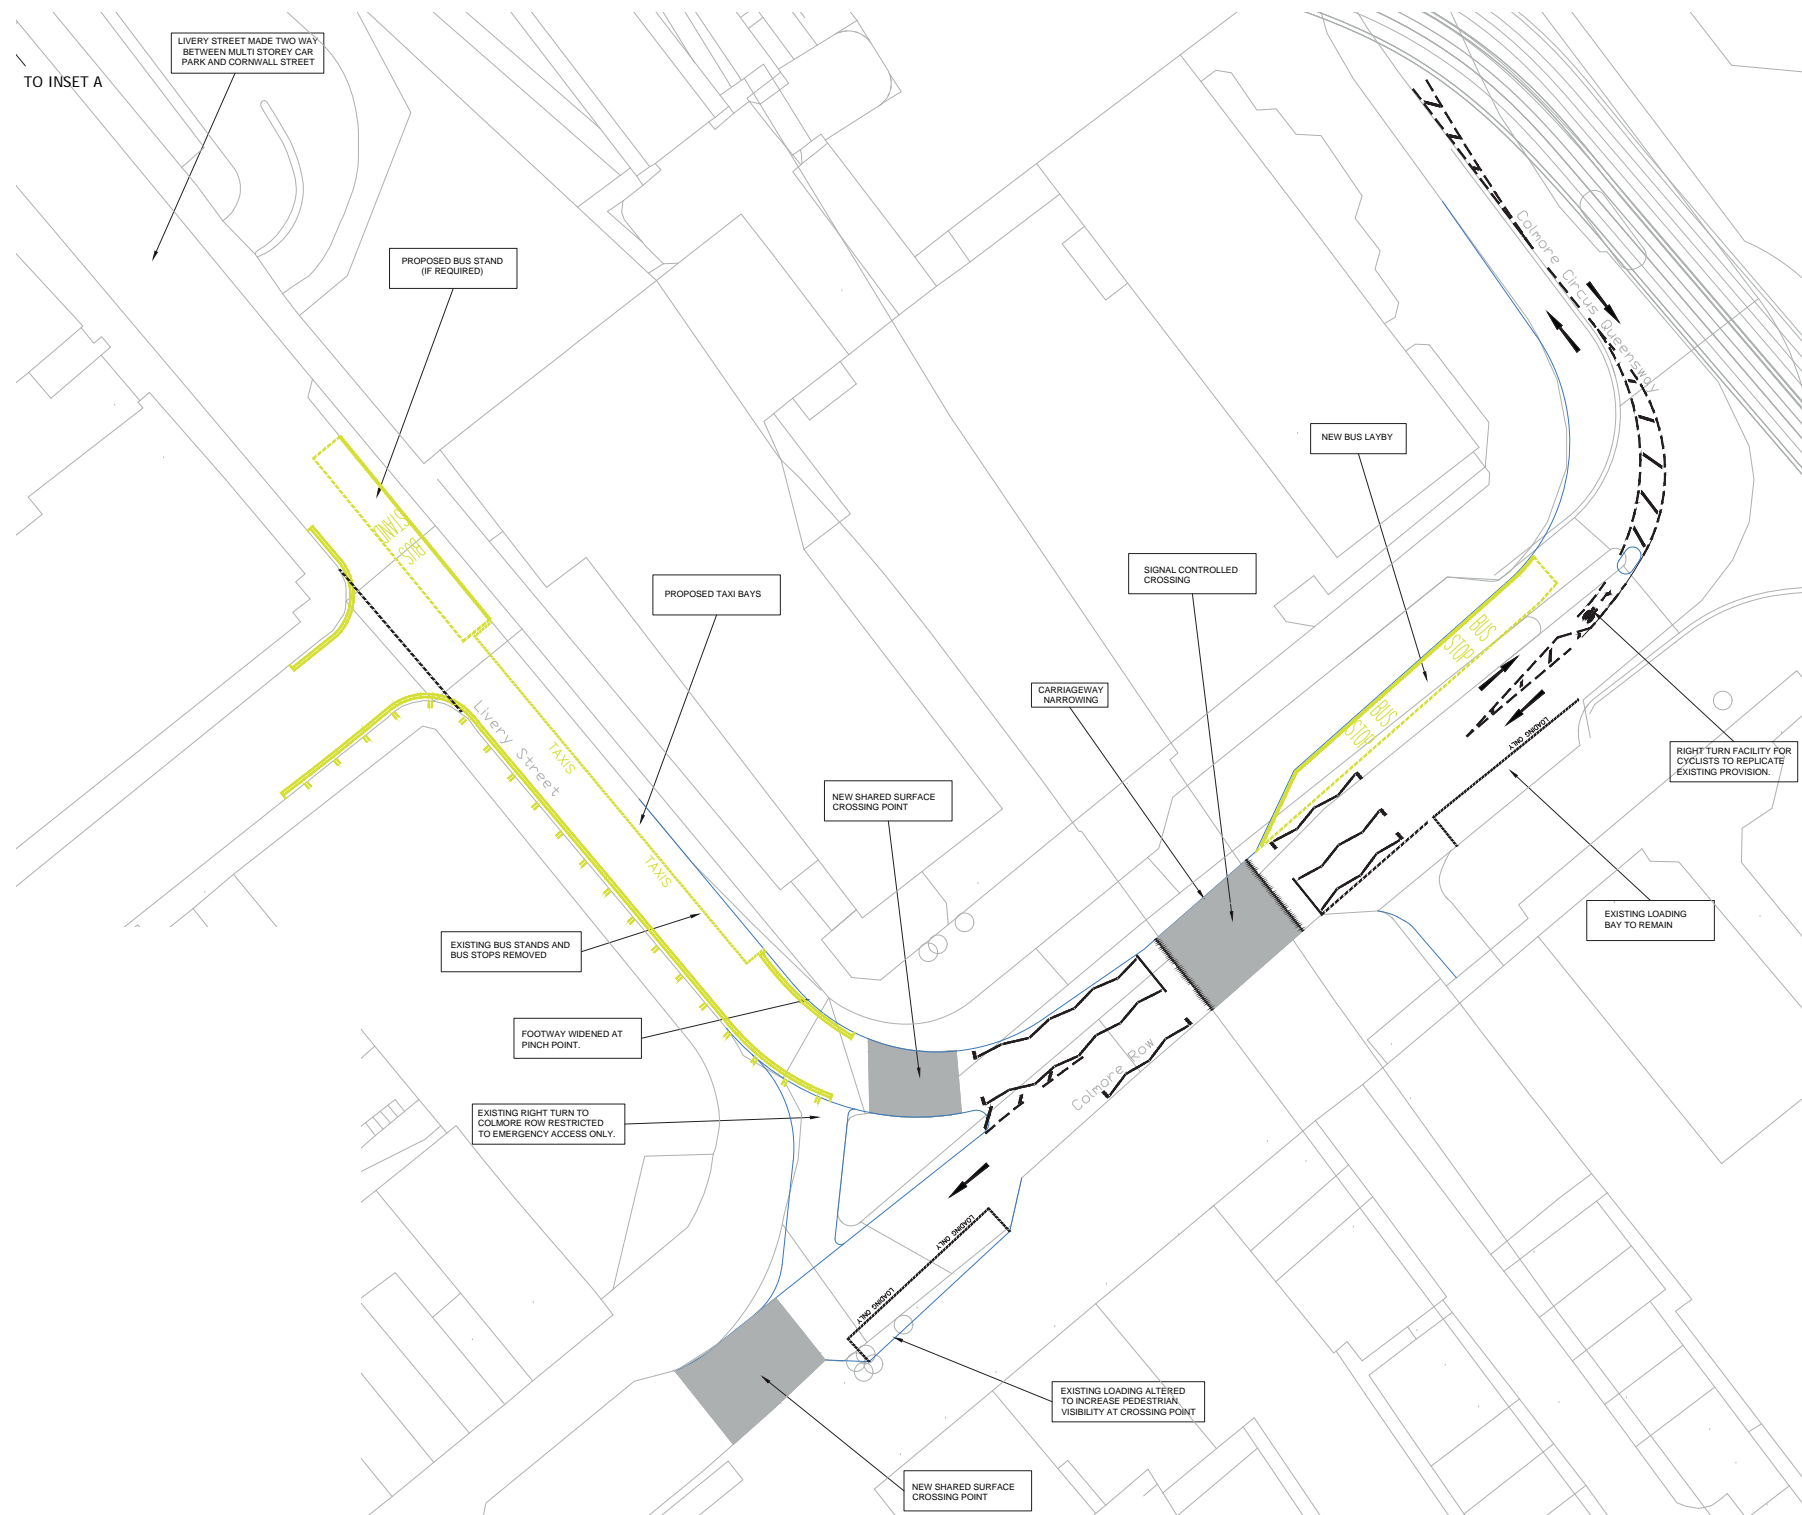 LIVERY STREET MADE TWO WAY
BETWEEN MULTI STOREY CAR
PARK AND CORNWALL STREET
TO INSET A
PROPOSED BUS STAND
(IF REQUIRED)
Colmore Circus Queensway
NEW BUS LAYBY
BUS
STAND
SIGNAL CONTROLLED
CROSSING
PROPOSED TAXI BAYS
BUS
STOP
BUS
STOP
CARRIAGEWAY
NARROWING
Livery Street
TAXIS
TAXIS
LOADING ONLY
RIGHT TURN FACILITY FOR
CYCLISTS TO REPLICATE
EXISTING PROVISION.
NEW SHARED SURFACE
CROSSING POINT
EXISTING LOADING
BAY TO REMAIN
EXISTING BUS STANDS AND
BUS STOPS REMOVED
FOOTWAY WIDENED AT
PINCH POINT.
Colmore Row
EXISTING RIGHT TURN TO
COLMORE ROW RESTRICTED
TO EMERGENCY ACCESS ONLY.
LOADING ONLY
LOADING ONLY
EXISTING LOADING ALTERED
TO INCREASE PEDESTRIAN
VISIBILITY AT CROSSING POINT
NEW SHARED SURFACE
CROSSING POINT